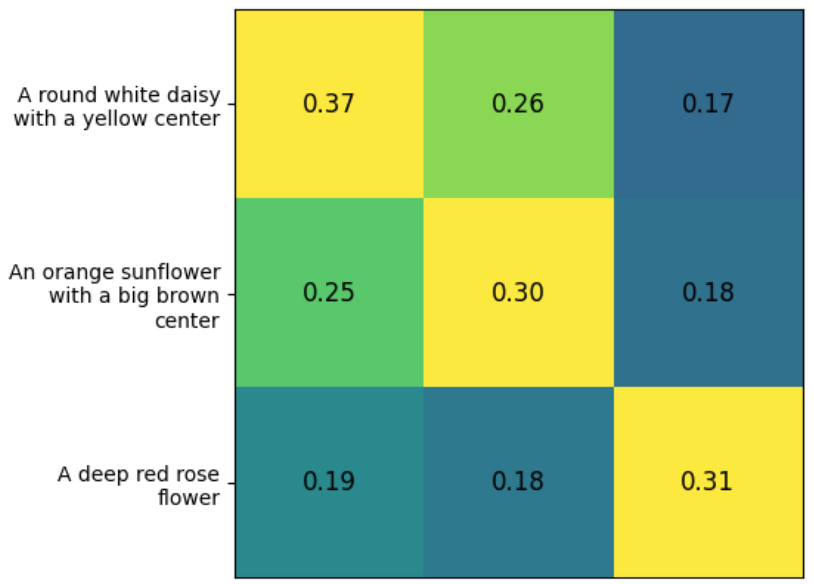 A round white daisy
with a yellow center
0.37 0.26 0.17
An orange sunflower
with a big brown
center
0.25 0.30 0.18
A deep red rose
flower
0.19 0.18 0.31